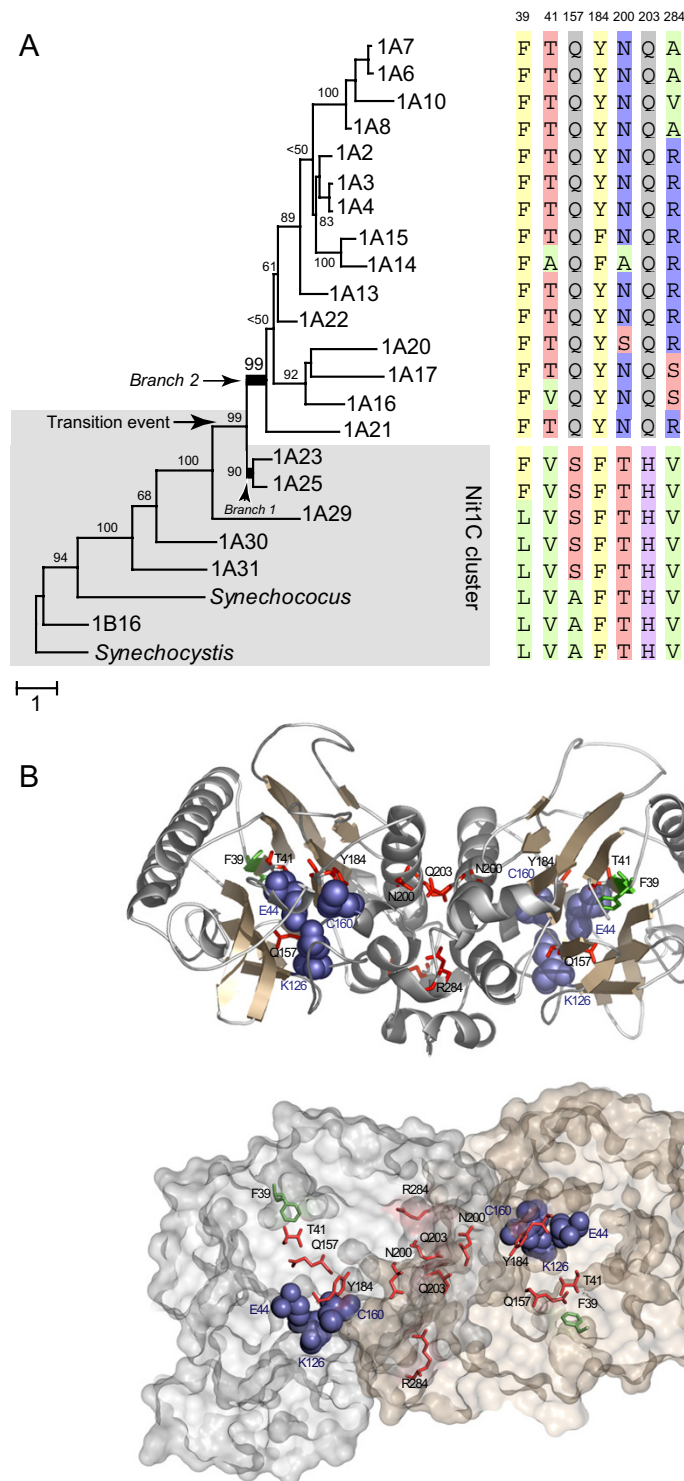 39 41 157 184 200 203 284
A
1A7 F T Q Y N Q A
1A6 F T Q Y N Q A
1A10 F T Q Y N Q V
100
1A8 F T Q Y N Q A
<50
1A2 F T Q Y N Q R
1A3 F T Q Y N Q R
1A4 F T Q Y N Q R
89 83
1A15 F T Q F N Q R
100
1A14 F A Q F A Q R
61
1A13 F T Q Y N Q R
<50
1A22 F T Q Y N Q R
1A20 F T Q Y S Q R
99 92
Branch 2
1A17 F T Q Y N Q S
1A16 F V Q Y N Q S
Transition event 99
1A21 F T Q Y N Q R
100 90
1A23 F V S F T H V
1A25 F V S F T H V
68
Branch 1
1A29 L V S F T H V
100
1A30 L V S F T H V
94
1A31 L V S F T H V
Synechococus L V A F T H V
1B16 L V A F T H V
Synechocystis L V A F T H V
Nit1C cluster
1
B
F39 T41 Y184 N200 Q203 N200 Y184 T41 F39
C160
E44 C160 E44
Q157 Q157
K126 R284 K126
F39 R284 C160
T41 N200 E44
Q157 N200 Q203 Y184 K126
Y184 Q203 Q157 T41
E44 C160 F39
K126
R284